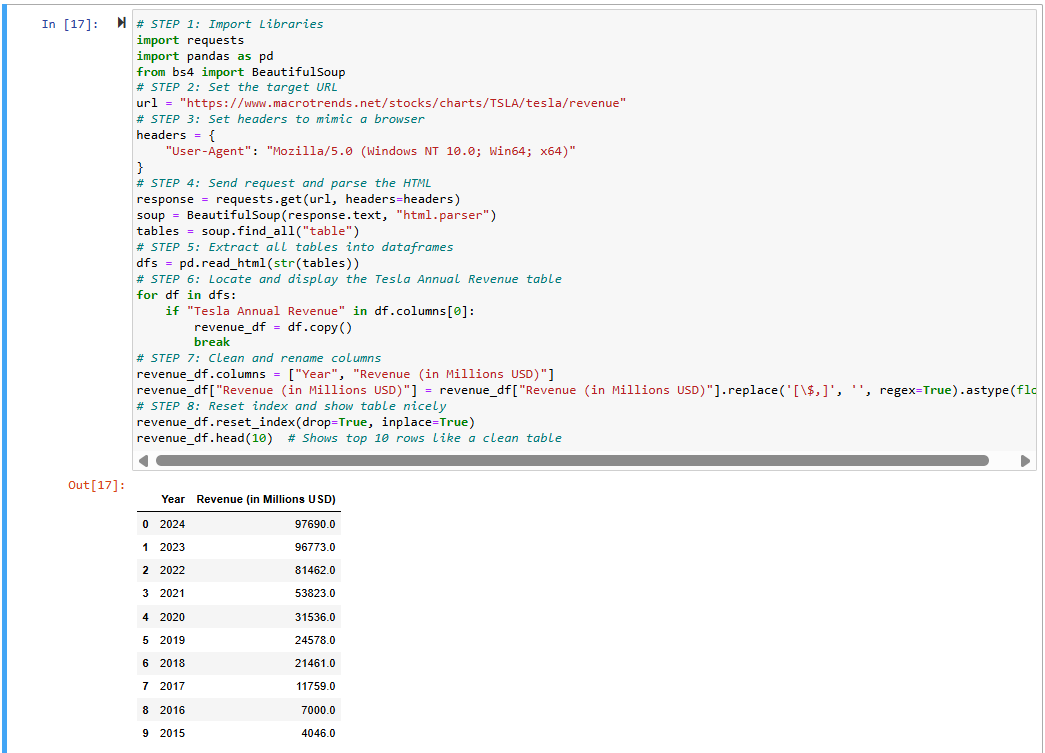 In [17]:
# STEP 1: Import Libraries
import requests
import pandas as pd
from bs4 import BeautifulSoup
# STEP 2: Set the target URL
url = "https://www.macrotrends.net/stocks/charts/TSLA/tesla/revenue"
# STEP 3: Set headers to mimic a browser
headers = {
    "User-Agent": "Mozilla/5.0 (Windows NT 10.0; Win64; x64)"
}
# STEP 4: Send request and parse the HTML
response = requests.get(url, headers=headers)
soup = BeautifulSoup(response.text, "html.parser")
tables = soup.find_all("table")
# STEP 5: Extract all tables into dataframes
dfs = pd.read_html(str(tables))
# STEP 6: Locate and display the Tesla Annual Revenue table
for df in dfs:
    if "Tesla Annual Revenue" in df.columns[0]:
        revenue_df = df.copy()
        break
# STEP 7: Clean and rename columns
revenue_df.columns = ["Year", "Revenue (in Millions USD)"]
revenue_df["Revenue (in Millions USD)"] = revenue_df["Revenue (in Millions USD)"].replace('[\$,]', '', regex=True).astype(flo
# STEP 8: Reset index and show table nicely
revenue_df.reset_index(drop=True, inplace=True)
revenue_df.head(10)  # Shows top 10 rows like a clean table
Out[17]:
Year Revenue (in Millions USD)
0 2024 97690.0
1 2023 96773.0
2 2022 81462.0
3 2021 53823.0
4 2020 31536.0
5 2019 24578.0
6 2018 21461.0
7 2017 11759.0
8 2016 7000.0
9 2015 4046.0